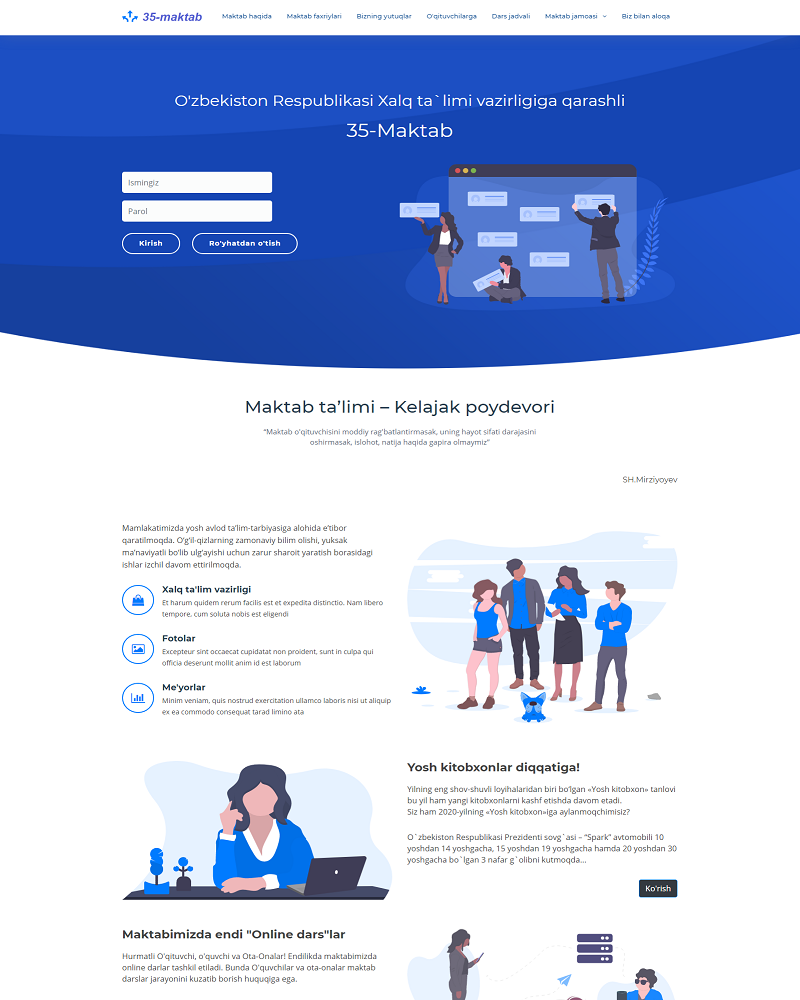 35-maktab
Maktab haqida
Maktab faxriylari
Bizning yutuqlar
O'qituvchilarga
Dars jadvali
Maktab jamoasi
Biz bilan aloqa
O'zbekiston Respublikasi Xalq ta`limi vazirligiga qarashli
35-Maktab
Ismingiz
Parol
Kirish
Ro'yhatdan o'tish
Maktab ta’limi – Kelajak poydevori
“Maktab o'qituvchisini moddiy rag'batlantirmasak, uning hayot sifati darajasini
oshirmasak, islohot, natija haqida gapira olmaymiz”
SH.Mirziyoyev
Mamlakatimizda yosh avlod ta’lim-tarbiyasiga alohida e’tibor
qaratilmoqda. O‘g‘il-qizlarning zamonaviy bilim olishi, yuksak
ma’naviyatli bo‘lib ulg‘ayishi uchun zarur sharoit yaratish borasidagi
ishlar izchil davom ettirilmoqda.
Xalq ta'lim vazirligi
Et harum quidem rerum facilis est et expedita distinctio. Nam libero
tempore, cum soluta nobis est eligendi
Fotolar
Excepteur sint occaecat cupidatat non proident, sunt in culpa qui
officia deserunt mollit anim id est laborum
Me'yorlar
Minim veniam, quis nostrud exercitation ullamco laboris nisi ut aliquip
ex ea commodo consequat tarad limino ata
Yosh kitobxonlar diqqatiga!
Yilning eng shov-shuvli loyihalaridan biri bo‘lgan «Yosh kitobxon» tanlovi
bu yil ham yangi kitobxonlarni kashf etishda davom etadi.
Siz ham 2020-yilning «Yosh kitobxon»iga aylanmoqchimisiz?
O`zbekiston Respublikasi Prezidenti sovg`asi – “Spark” avtomobili 10
yoshdan 14 yoshgacha, 15 yoshdan 19 yoshgacha hamda 20 yoshdan 30
yoshgacha bo`lgan 3 nafar g`olibni kutmoqda...
Ko'rish
Maktabimizda endi "Online dars"lar
Hurmatli O'qituvchi, o'quvchi va Ota-Onalar! Endilikda maktabimizda
online darlar tashkil etiladi. Bunda O'quvchilar va ota-onalar maktab
darslar jarayonini kuzatib borish huquqiga ega.